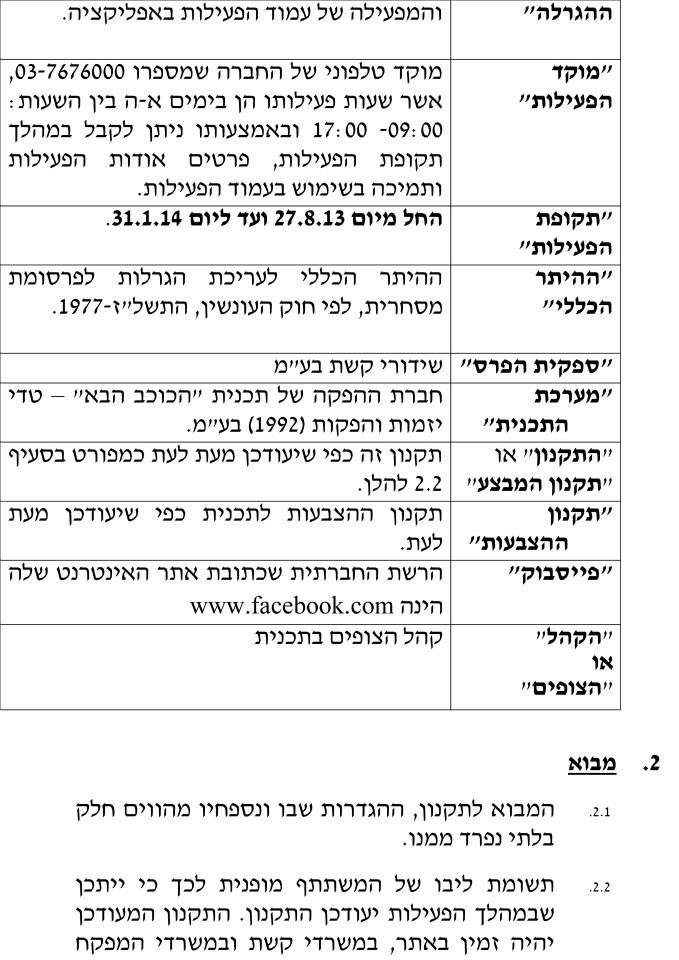 ההגרלה" והמפעילה של עמוד הפעילות באפליקציה.
"מוקד מוקד טלפוני של החברה שמספרו 03-7676000,
הפעילות" אשר שעות פעילותו הן בימים א-ה בין השעות:
09:00- 17:00 ובאמצעותו ניתן לקבל במהלך
תקופת הפעילות, פרטים אודות הפעילות
ותמיכה בשימוש בעמוד הפעילות.
"תקופת החל מיום 27.8.13 ועד ליום 31.1.14.
הפעילות"
"ההיתר ההיתר הכללי לעריכת הגרלות לפרסומת
הכללי" מסחרית, לפי חוק העונשין, התשל"ז-1977.
"ספקית הפרס" שידורי קשת בע"מ
"מערכת חברת ההפקה של תכנית "הכוכב הבא" – טדי
התכנית" יזמות והפקות (1992) בע"מ.
"התקנון" או תקנון זה כפי שיעודכן מעת לעת כמפורט בסעיף
"תקנון המבצע" 2.2 להלן.
"תקנון תקנון ההצבעות לתכנית כפי שיעודכן מעת
ההצבעות" לעת.
"פייסבוק" הרשת החברתית שכתובת אתר האינטרנט שלה
הינה www.facebook.com
"הקהל" קהל הצופים בתכנית
או
"הצופים"
2. מבוא
2.1. המבוא לתקנון, ההגדרות שבו ונספחיו מהווים חלק
בלתי נפרד ממנו.
2.2. תשומת ליבו של המשתתף מופנית לכך כי ייתכן
שבמהלך הפעילות יעודכן התקנון. התקנון המעודכן
יהיה זמין באתר, במשרדי קשת ובמשרדי המפקח